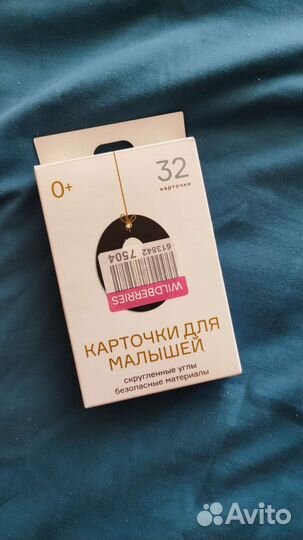 0+
32
карточки
613842 7504
WILDBERRIES
КАРТОЧКИ ДЛЯ
МАЛЫШЕЙ
скругленные углы
безопасные материалы
Avito